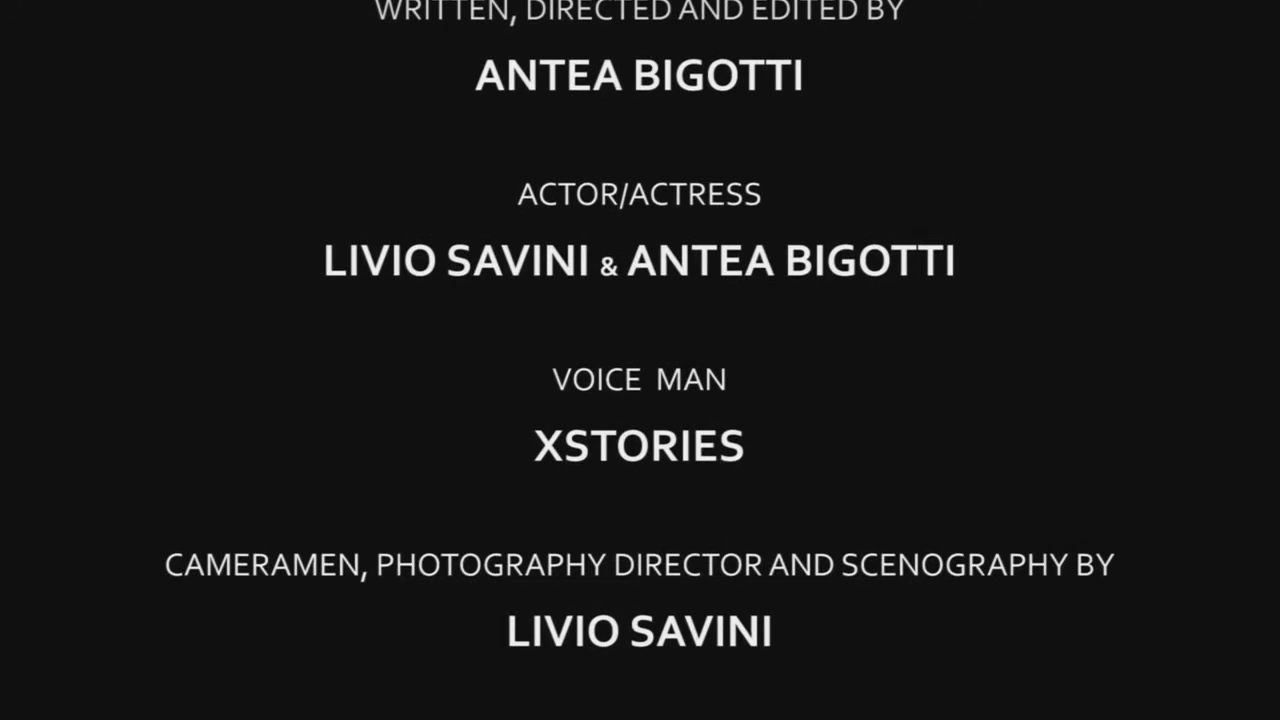 WRITTEN, DIRECTED AND EDITED BY
ANTEA BIGOTTI
ACTOR/ACTRESS
LIVIO SAVINI & ANTEA BIGOTTI
VOICE MAN
XSTORIES
CAMERAMEN, PHOTOGRAPHY DIRECTOR AND SCENOGRAPHY BY
LIVIO SAVINI